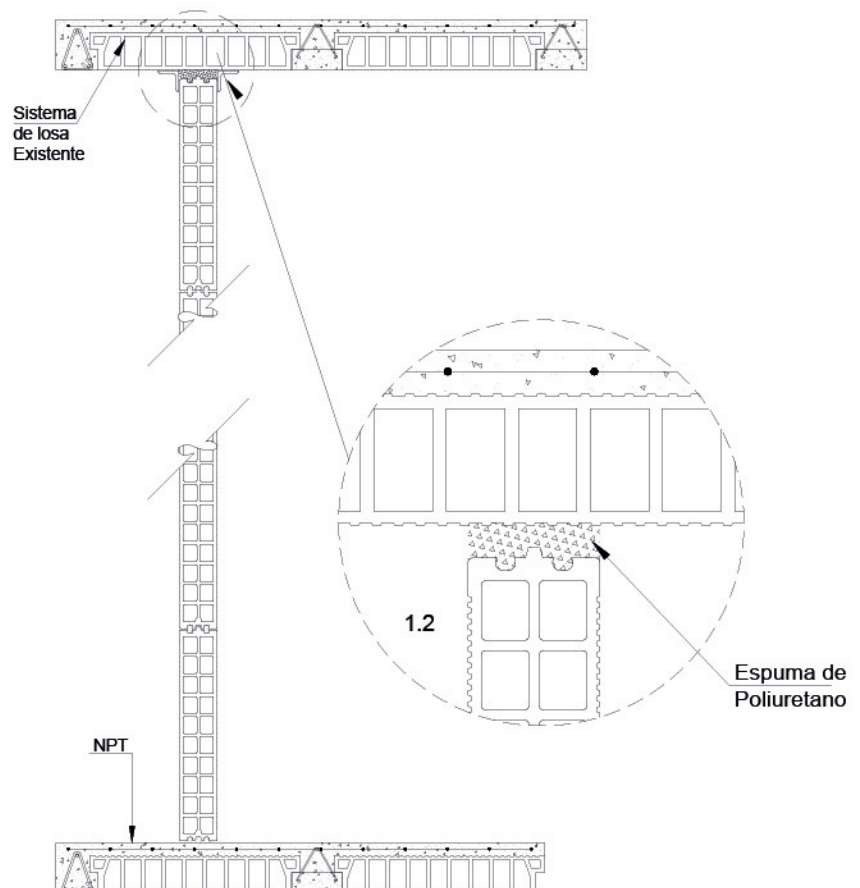 Sistema
de losa
Existente
1.2
Espuma de
Poliuretano
NPT